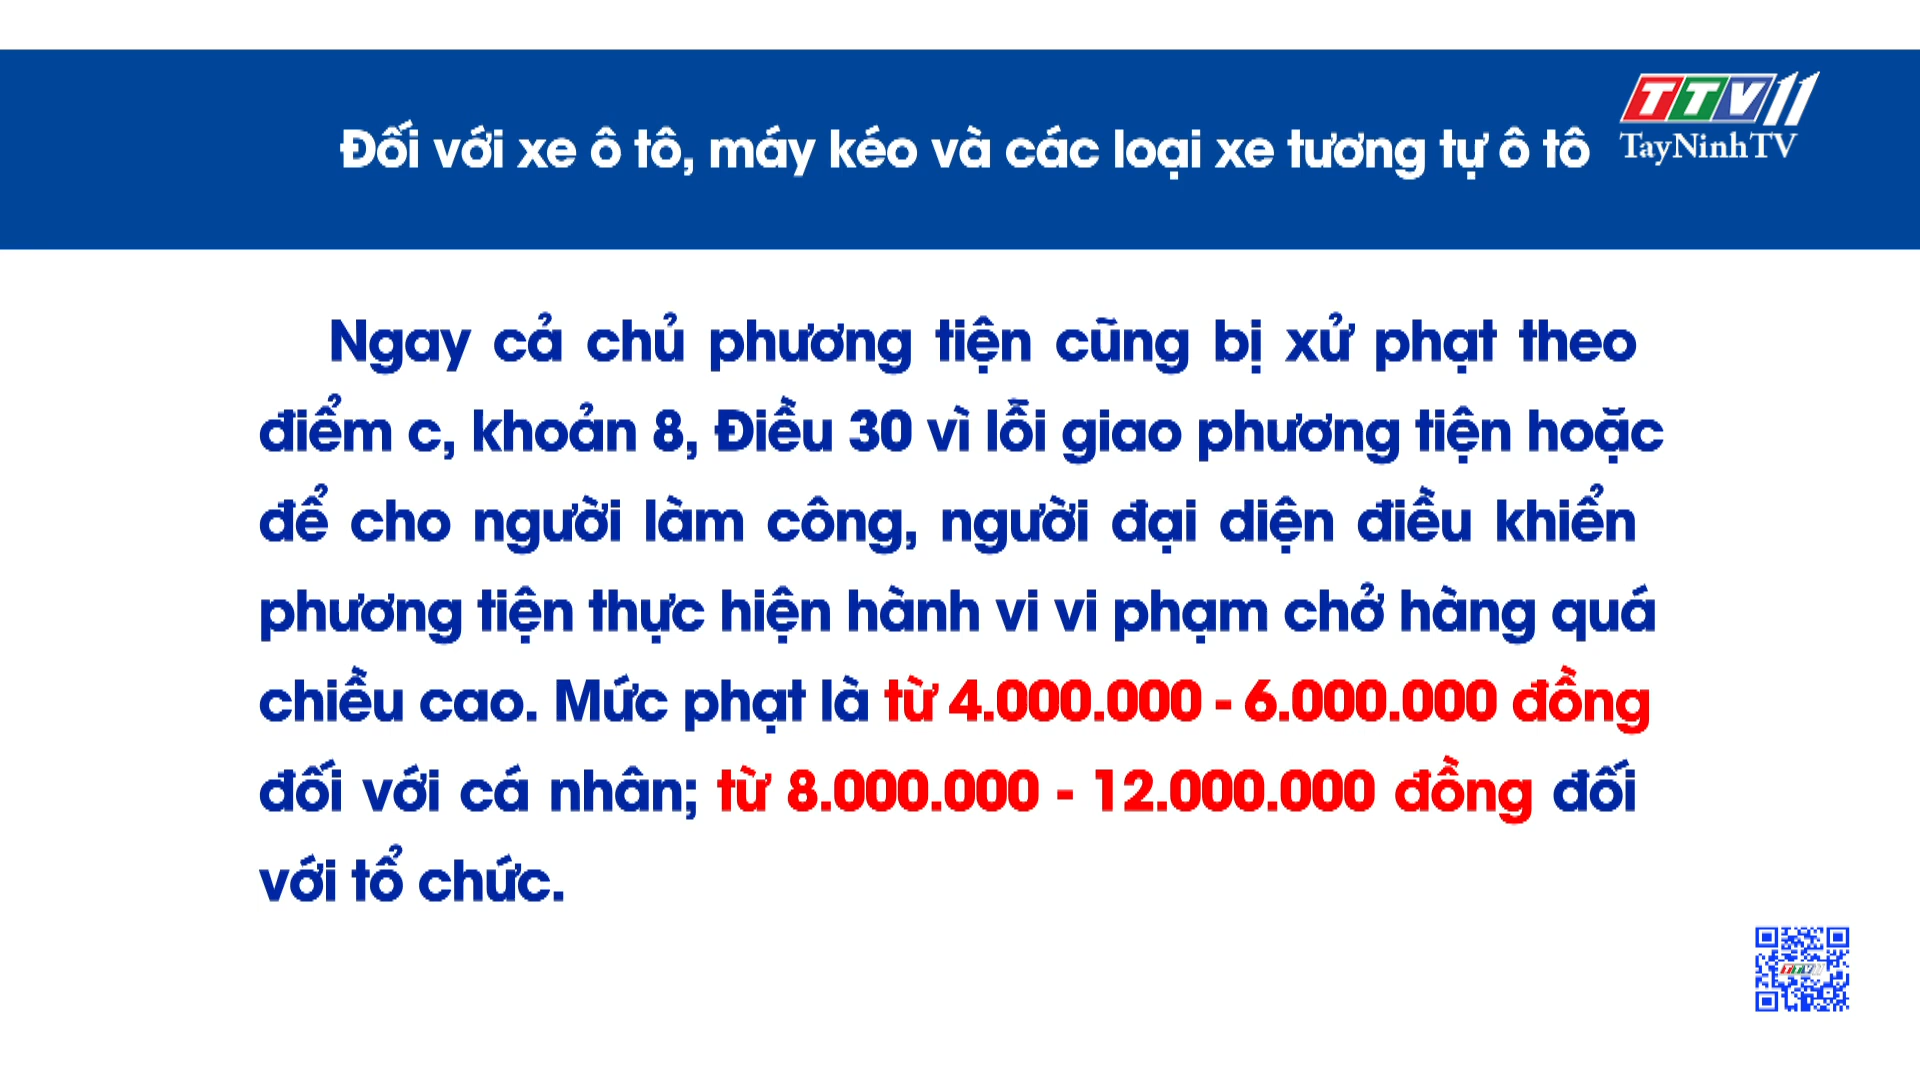 TTV11
TayNinhTV
Đối với xe ô tô, máy kéo và các loại xe tương tự ô tô
Ngay cả chủ phương tiện cũng bị xử phạt theo
điểm c, khoản 8, Điều 30 vì lỗi giao phương tiện hoặc
để cho người làm công, người đại diện điều khiển
phương tiện thực hiện hành vi vi phạm chở hàng quá
chiều cao. Mức phạt là từ 4.000.000 - 6.000.000 đồng
đối với cá nhân; từ 8.000.000 - 12.000.000 đồng đối
với tổ chức.
TTV11